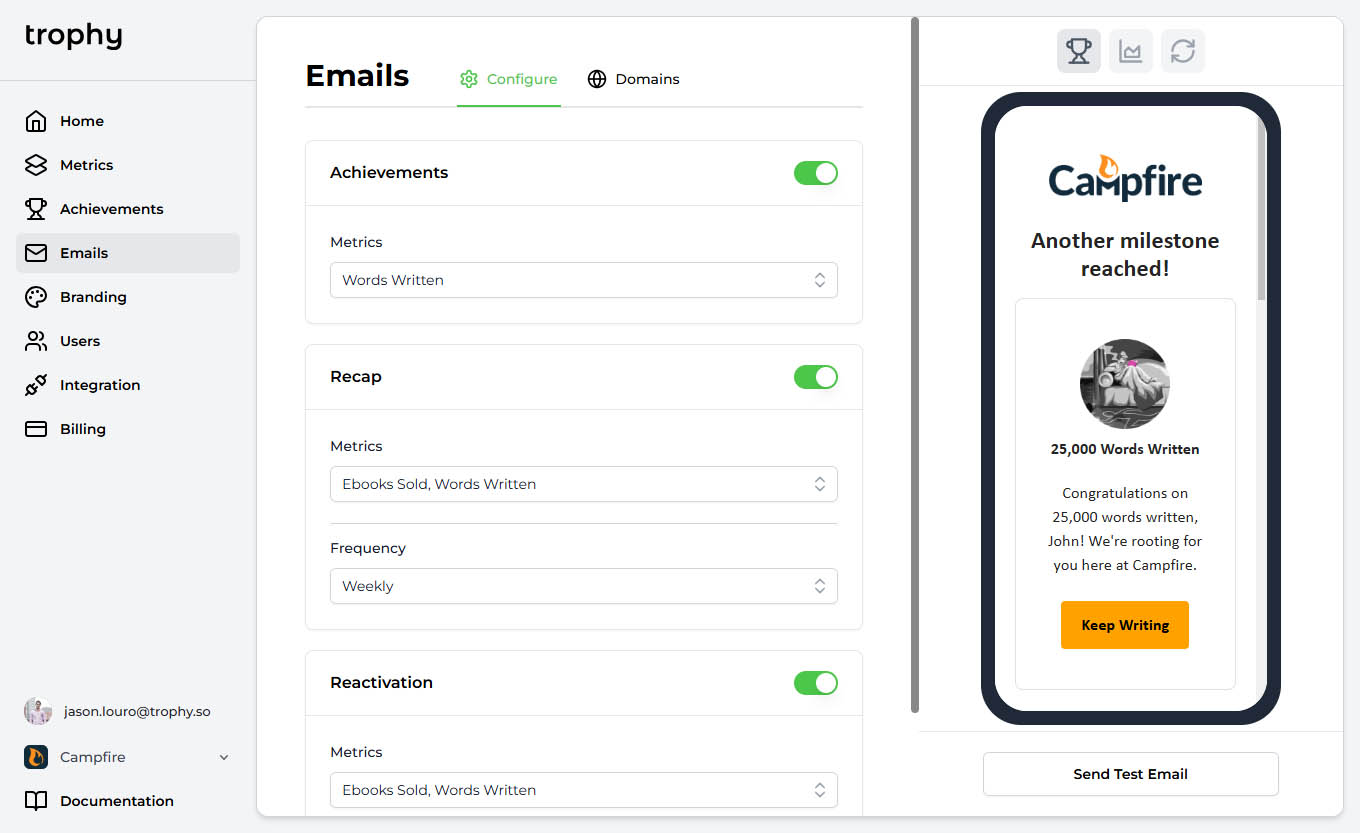 trophy
Home
Metrics
Achievements
Emails
Branding
Users
Integration
Billing
jason.louro@trophy.so
Campfire
Documentation
Emails
Configure
Domains
Achievements
Metrics
Words Written
Recap
Metrics
Ebooks Sold, Words Written
Frequency
Weekly
Reactivation
Metrics
Ebooks Sold, Words Written
Campfire
Another milestone
reached!
25,000 Words Written
Congratulations on
25,000 words written,
John! We're rooting for
you here at Campfire.
Keep Writing
Send Test Email